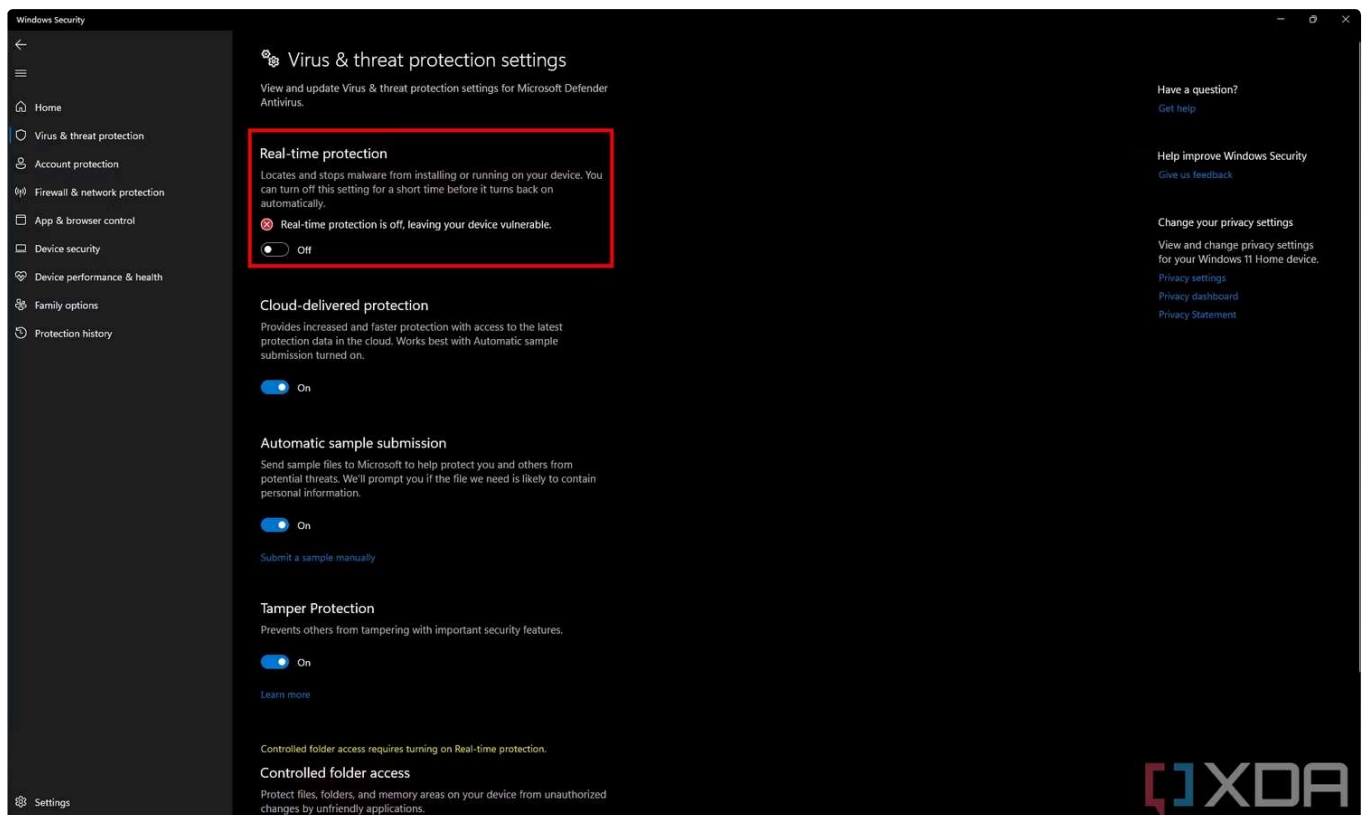 Windows Security
Home
Virus & threat protection
Account protection
Firewall & network protection
App & browser control
Device security
Device performance & health
Family options
Protection history
Settings
Virus & threat protection settings
View and update Virus & threat protection settings for Microsoft Defender
Antivirus.
Real-time protection
Locates and stops malware from installing or running on your device. You
can turn off this setting for a short time before it turns back on
automatically.
Real-time protection is off, leaving your device vulnerable.
Off
Cloud-delivered protection
Provides increased and faster protection with access to the latest
protection data in the cloud. Works best with Automatic sample
submission turned on.
On
Automatic sample submission
Send sample files to Microsoft to help protect you and others from
potential threats. We'll prompt you if the file we need is likely to contain
personal information.
On
Submit a sample manually
Tamper Protection
Prevents others from tampering with important security features.
On
Learn more
Controlled folder access requires turning on Real-time protection.
Controlled folder access
Protect files, folders, and memory areas on your device from unauthorized
changes by unfriendly applications.
Have a question?
Get help
Help improve Windows Security
Give us feedback
Change your privacy settings
View and change privacy settings
for your Windows 11 Home device.
Privacy settings
Privacy dashboard
Privacy Statement
XDA